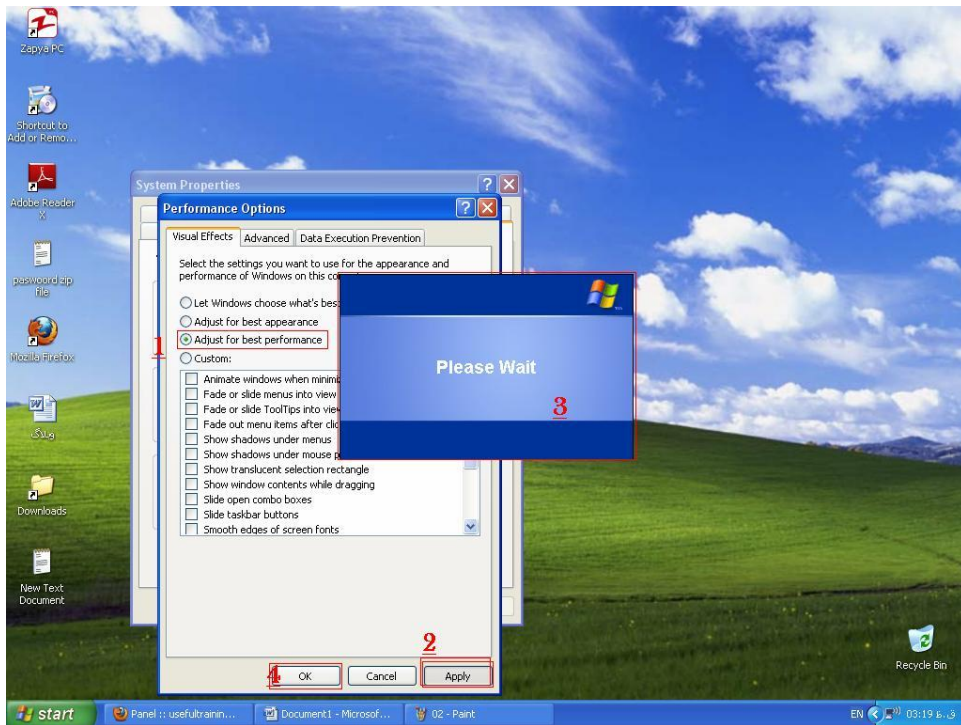 Zapya PC
Shortcut to
Add or Remo...
Adobe Reader
X
paswoord zip
file
Mozilla Firefox
وبلاگ
Downloads
New Text
Document
System Properties
Performance Options
Visual Effects
Advanced
Data Execution Prevention
Select the settings you want to use for the appearance and
performance of Windows on this
Let Windows choose what's best
Adjust for best appearance
1
Adjust for best performance
Custom:
Animate windows when
Fade or slide menus into view
Fade or slide ToolTips into view
Fade out menu items after
Show shadows under menus
Show shadows under mouse
Show translucent selection rectangle
Show window contents while dragging
Slide open combo boxes
Slide taskbar buttons
Smooth edges of screen fonts
Please Wait
3
2
4
OK
Cancel
Apply
Recycle Bin
start
Panel :: usefultrainin...
Document1 - Microsof...
02 - Paint
EN
03:19 ق.ظ